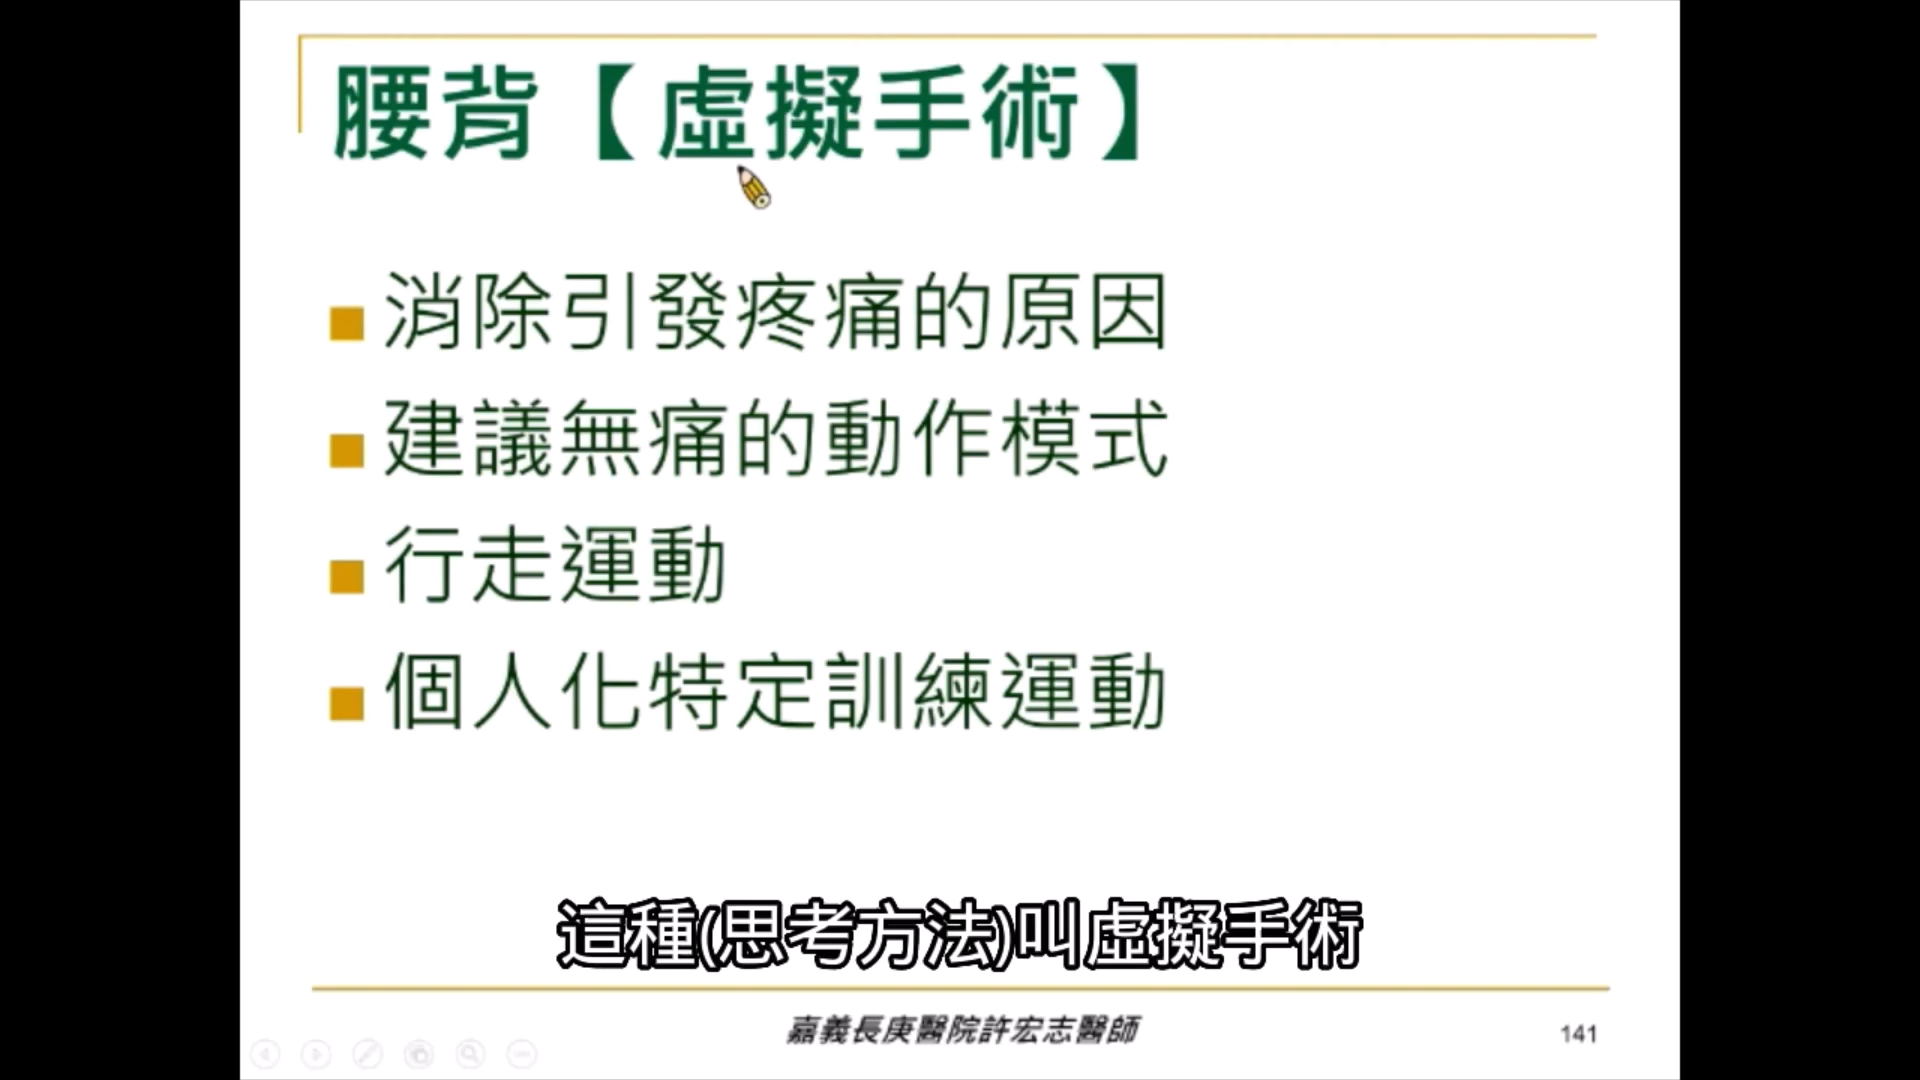 腰背【虛擬手術】
消除引發疼痛的原因
建議無痛的動作模式
行走運動
個人化特定訓練運動
這種(思考方法)叫虛擬手術
嘉義長庚醫院許宏志醫師
141